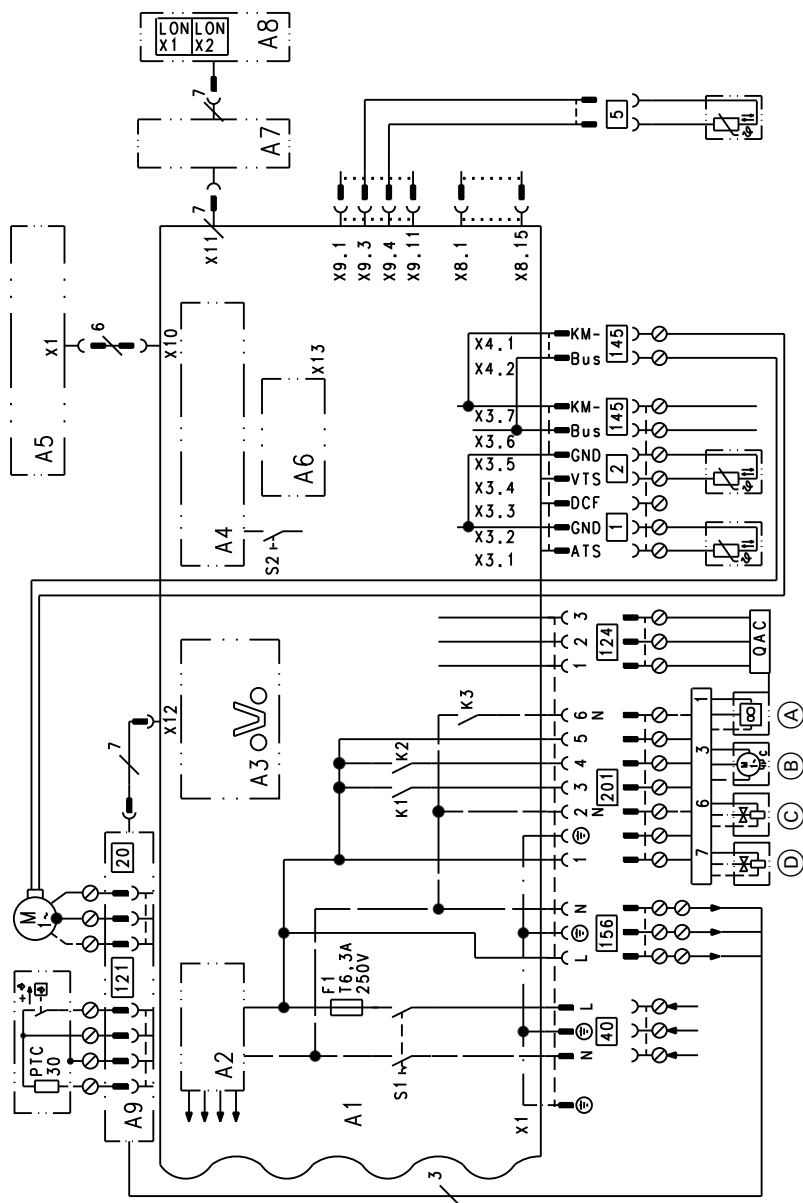 LON X1
LON X2
A8
7
A7
7
X11
A5
X1
6
X10
A4
S2
A6
X13
X9.1
X9.3
X9.4
X9.11
X8.1
X8.15
5
ϑ
X4.1
X4.2
X3.7
X3.6
X3.5
X3.4
X3.3
X3.2
X3.1
KM-
Bus
145
KM-
Bus
145
GND
VTS
2
DCF
GND
1
ATS
ϑ
ϑ
X12
7
A3
20
M
1~
121
PTC
30
A9
A2
F1
T6,3A
250V
S1
A1
X1
3
K1
K2
K3
3
2
1
124
QAC
6 N
5
4
3
2 N
1
201
N
L
156
L
N
40
1
3
6
7
M
1~
A
B
C
D